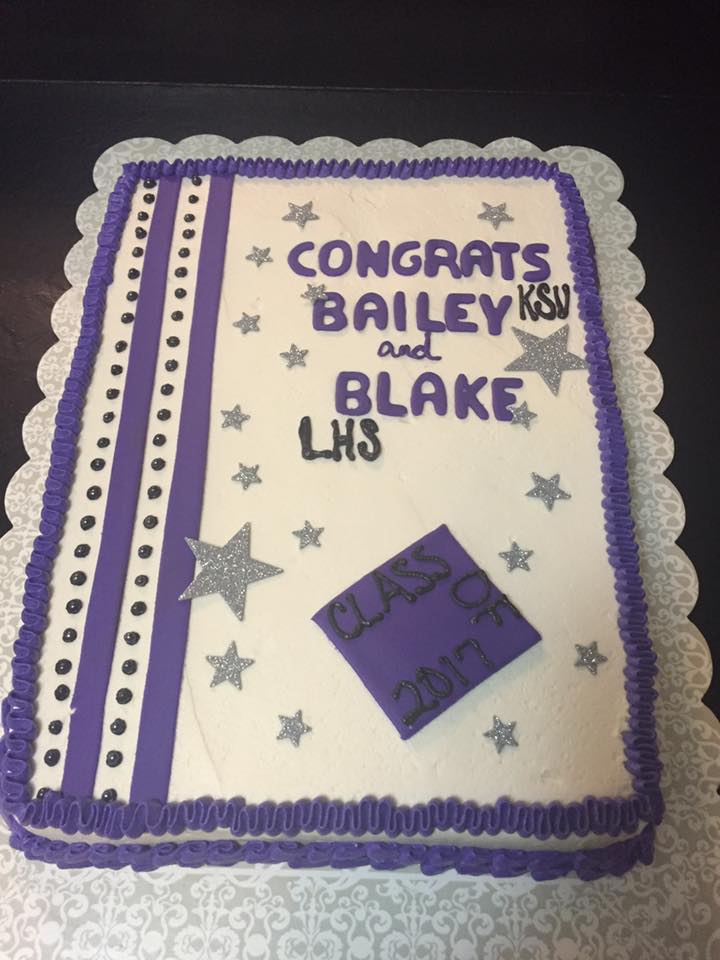 CONGRATS
BAILEY KSU
and
BLAKE
LHS
CLASS OF
2017